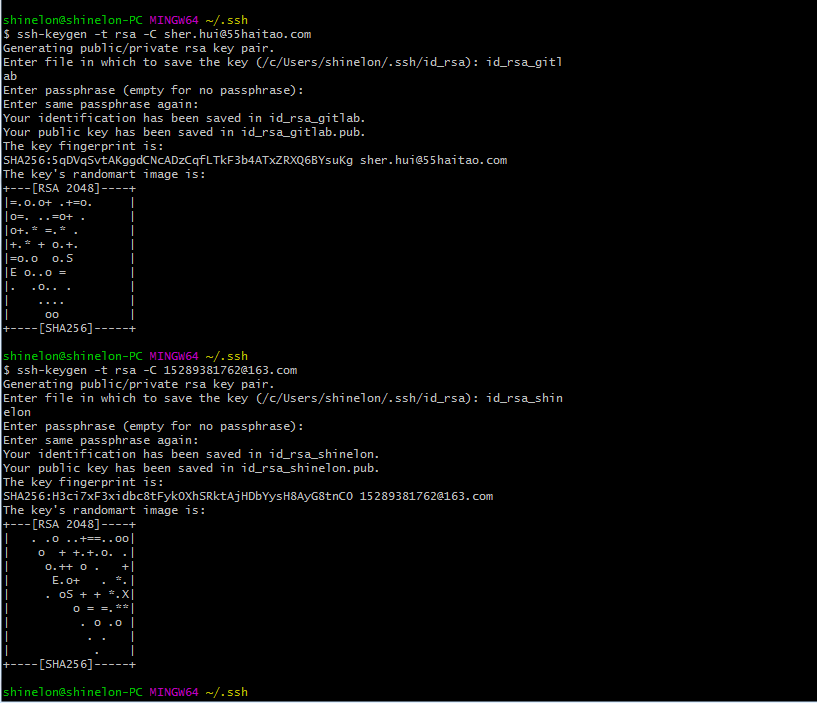 shinelon@shinelon-PC MINGW64 ~/.ssh
$ ssh-keygen -t rsa -C sher.hui@55haitao.com
Generating public/private rsa key pair.
Enter file in which to save the key (/c/Users/shinelon/.ssh/id_rsa): id_rsa_gitl
ab
Enter passphrase (empty for no passphrase):
Enter same passphrase again:
Your identification has been saved in id_rsa_gitlab.
Your public key has been saved in id_rsa_gitlab.pub.
The key fingerprint is:
SHA256:5qDVqSvtAKggdCNcADzCqfLTkF3b4ATxZRXQ6BYsuKg sher.hui@55haitao.com
The key's randomart image is:
+---[RSA 2048]----+
|=.o.o+ .+=o.     |
|o=. ..=o+ .      |
|o+.* =.* .       |
|+.* + o.+.       |
|=o.o  o.S        |
|E o..o =         |
|.  .o.. .        |
|    ....         |
|     oo          |
+----[SHA256]-----+
shinelon@shinelon-PC MINGW64 ~/.ssh
$ ssh-keygen -t rsa -C 15289381762@163.com
Generating public/private rsa key pair.
Enter file in which to save the key (/c/Users/shinelon/.ssh/id_rsa): id_rsa_shin
elon
Enter passphrase (empty for no passphrase):
Enter same passphrase again:
Your identification has been saved in id_rsa_shinelon.
Your public key has been saved in id_rsa_shinelon.pub.
The key fingerprint is:
SHA256:H3ci7xF3xidbc8tFykOXhSRktAjHDbYysH8AyG8tnC0 15289381762@163.com
The key's randomart image is:
+---[RSA 2048]----+
|   . .o ..+==..oo|
|    o  + +.+.o. .|
|     o.++ o .   +|
|      E.o+   . *.|
|     . oS + + *.X|
|         o = =.**|
|          . o .o |
|           . .   |
|            .    |
+----[SHA256]-----+
shinelon@shinelon-PC MINGW64 ~/.ssh